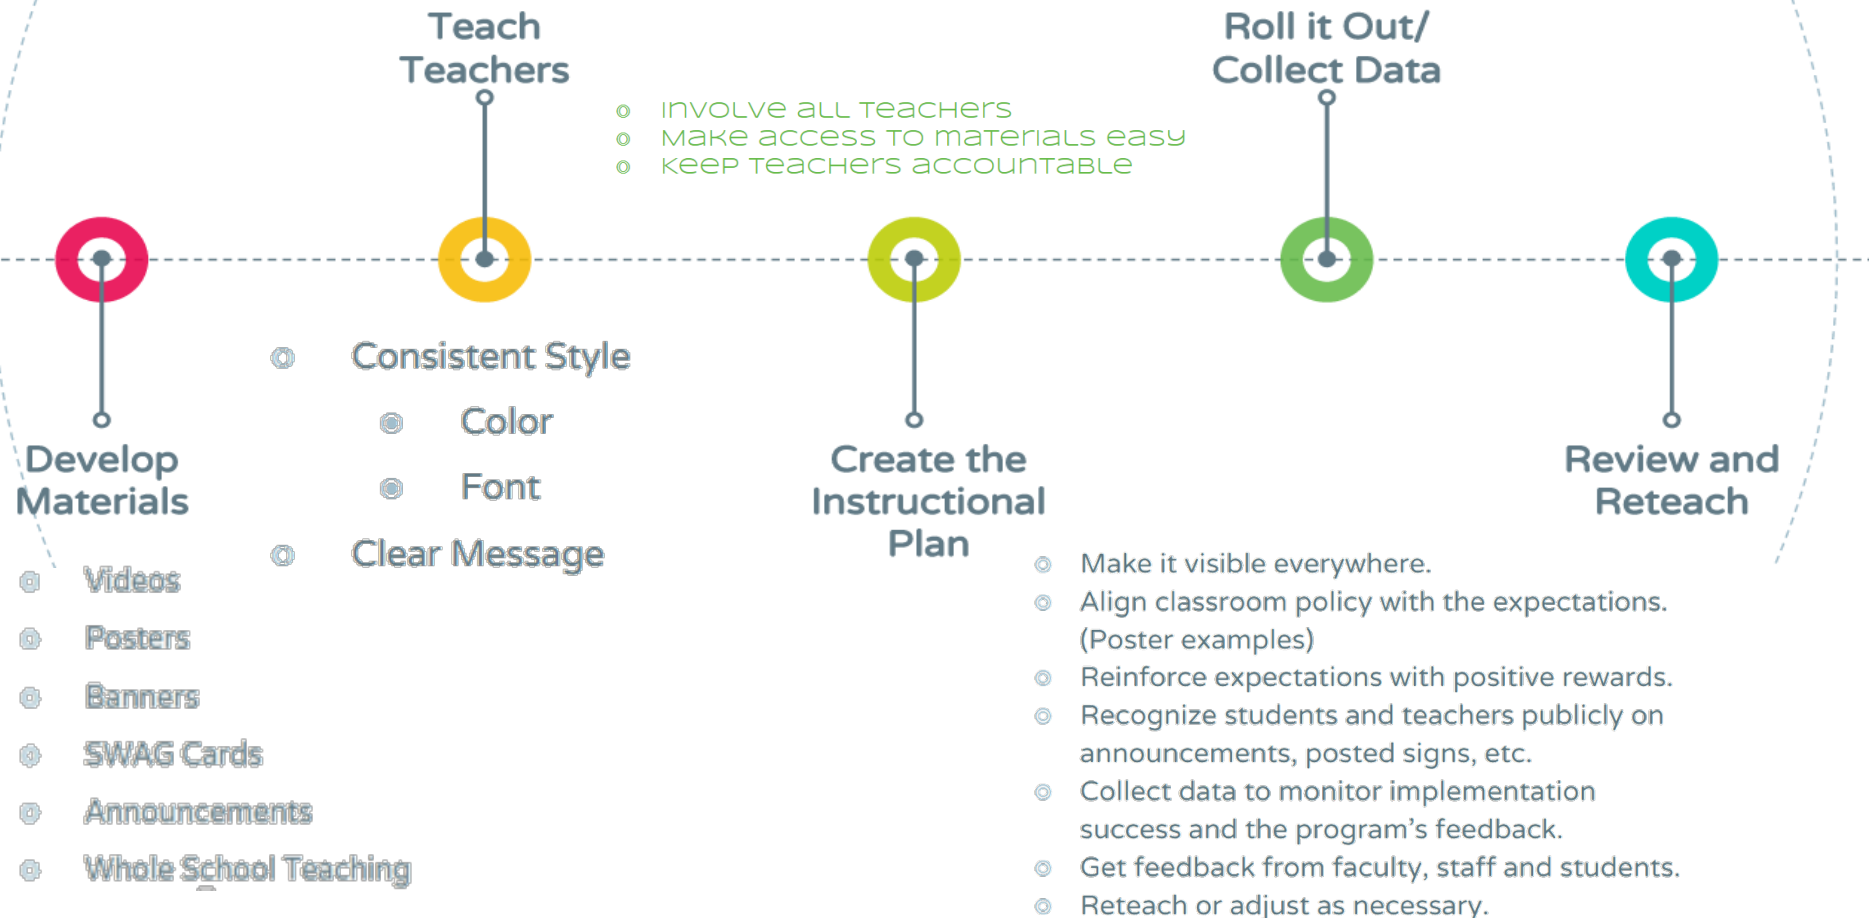 Teach
Teachers
Roll it Out/
Collect Data
Involve all teachers
Make access to materials easy
Keep teachers accountable
Consistent Style
Color
Font
Clear Message
Develop
Materials
Create the
Instructional
Plan
Review and
Reteach
Videos
Posters
Banners
SWAG Cards
Announcements
Whole School Teaching
Make it visible everywhere.
Align classroom policy with the expectations.
(Poster examples)
Reinforce expectations with positive rewards.
Recognize students and teachers publicly on
announcements, posted signs, etc.
Collect data to monitor implementation
success and the program’s feedback.
Get feedback from faculty, staff and students.
Reteach or adjust as necessary.